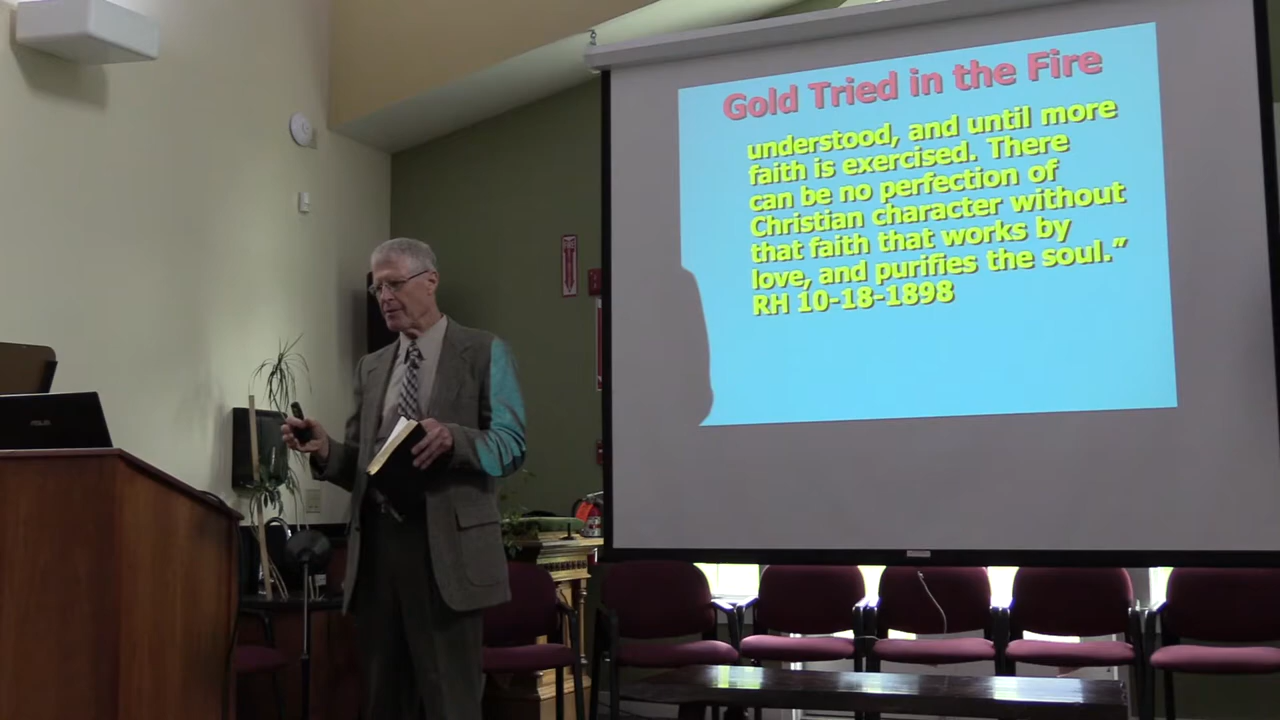 Gold Tried in the Fire
understood, and until more
faith is exercised. There
can be no perfection of
Christian character without
that faith that works by
love, and purifies the soul.”
RH 10-18-1898
ASUS